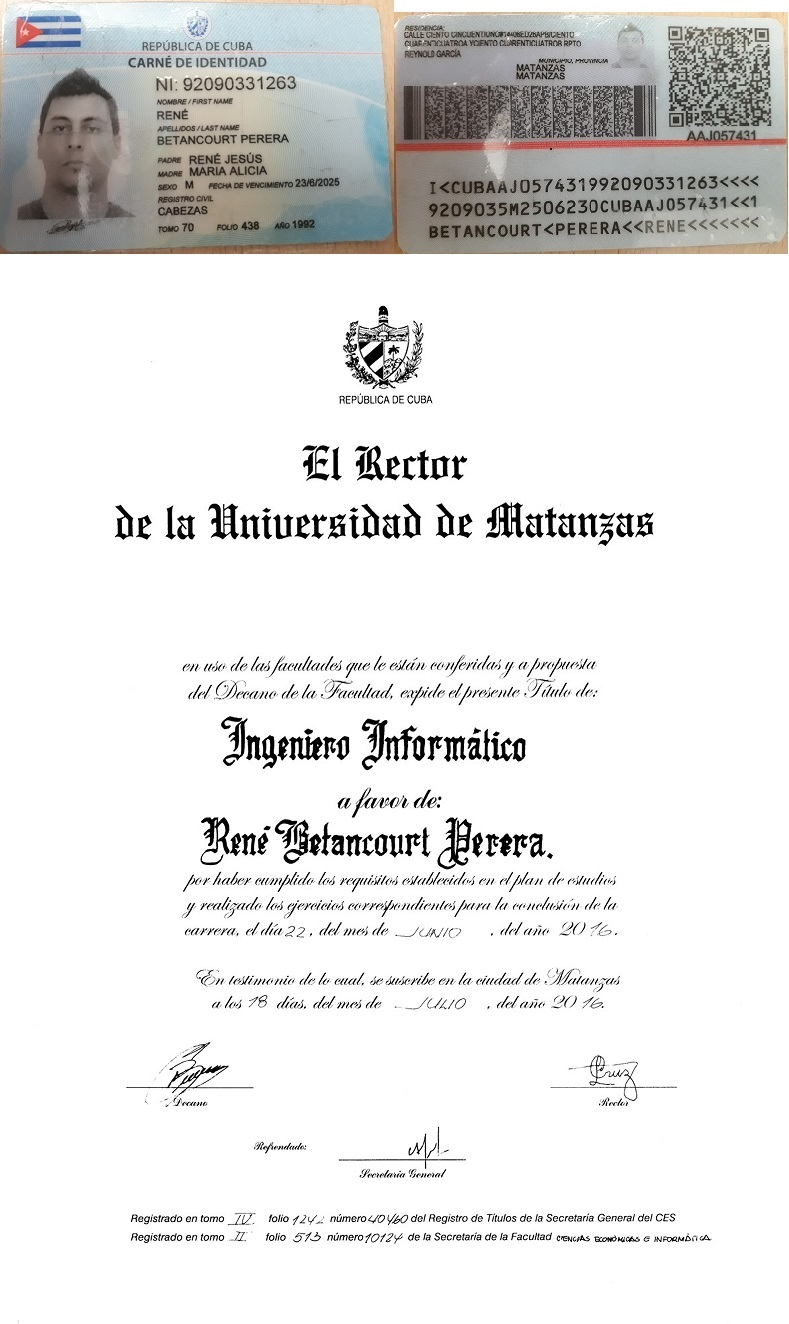 REPÚBLICA DE CUBA
CARNÉ DE IDENTIDAD
NI: 92090331263
NOMBRE / FIRST NAME
RENÉ
APELLIDOS / LAST NAME
BETANCOURT PERERA
PADRE RENÉ JESÚS
MADRE MARIA ALICIA
SEXO M FECHA DE VENCIMIENTO 23/6/2025
REGISTRO CIVIL
CABEZAS
TOMO 70 FOLIO 438 AÑO 1992
RESIDENCIA:
CALLE CIENTO
CUARENTICUATROA Y CIENTO CUARENTICUATROB RPTO
REYNOLD GARCÍA
MUNICIPIO, PROVINCIA
MATANZAS
MATANZAS
AAJ057431
I<CUBAAJ0574319920903 31263<<<<
9209035M2506230CUBAAJ057431<<1
BETANCOURT<PERERA<<RENE<<<<<<<
REPÚBLICA DE CUBA
El Rector
de la Universidad de Matanzas
en uso de las facultades que le están conferidas y a propuesta
del Decano de la Facultad, expide el presente Título de:
Ingeniero Informático
a favor de:
René Betancourt Perera.
por haber cumplido los requisitos establecidos en el plan de estudios
y realizado los ejercicios correspondientes para la conclusión de la
carrera, el día 22, del mes de JUNIO, del año 2016.
En testimonio de lo cual, se suscribe en la ciudad de Matanzas
a los 18 días, del mes de JULIO, del año 2016.
Cruz
Decano Rector
Refrendado:
Secretaria General
Registrado en tomo IV folio 1242 número 40460 del Registro de Títulos de la Secretaría General del CES
Registrado en tomo II folio 513 número 10124 de la Secretaría de la Facultad CIENCIAS ECONÓMICAS E INFORMÁTICA